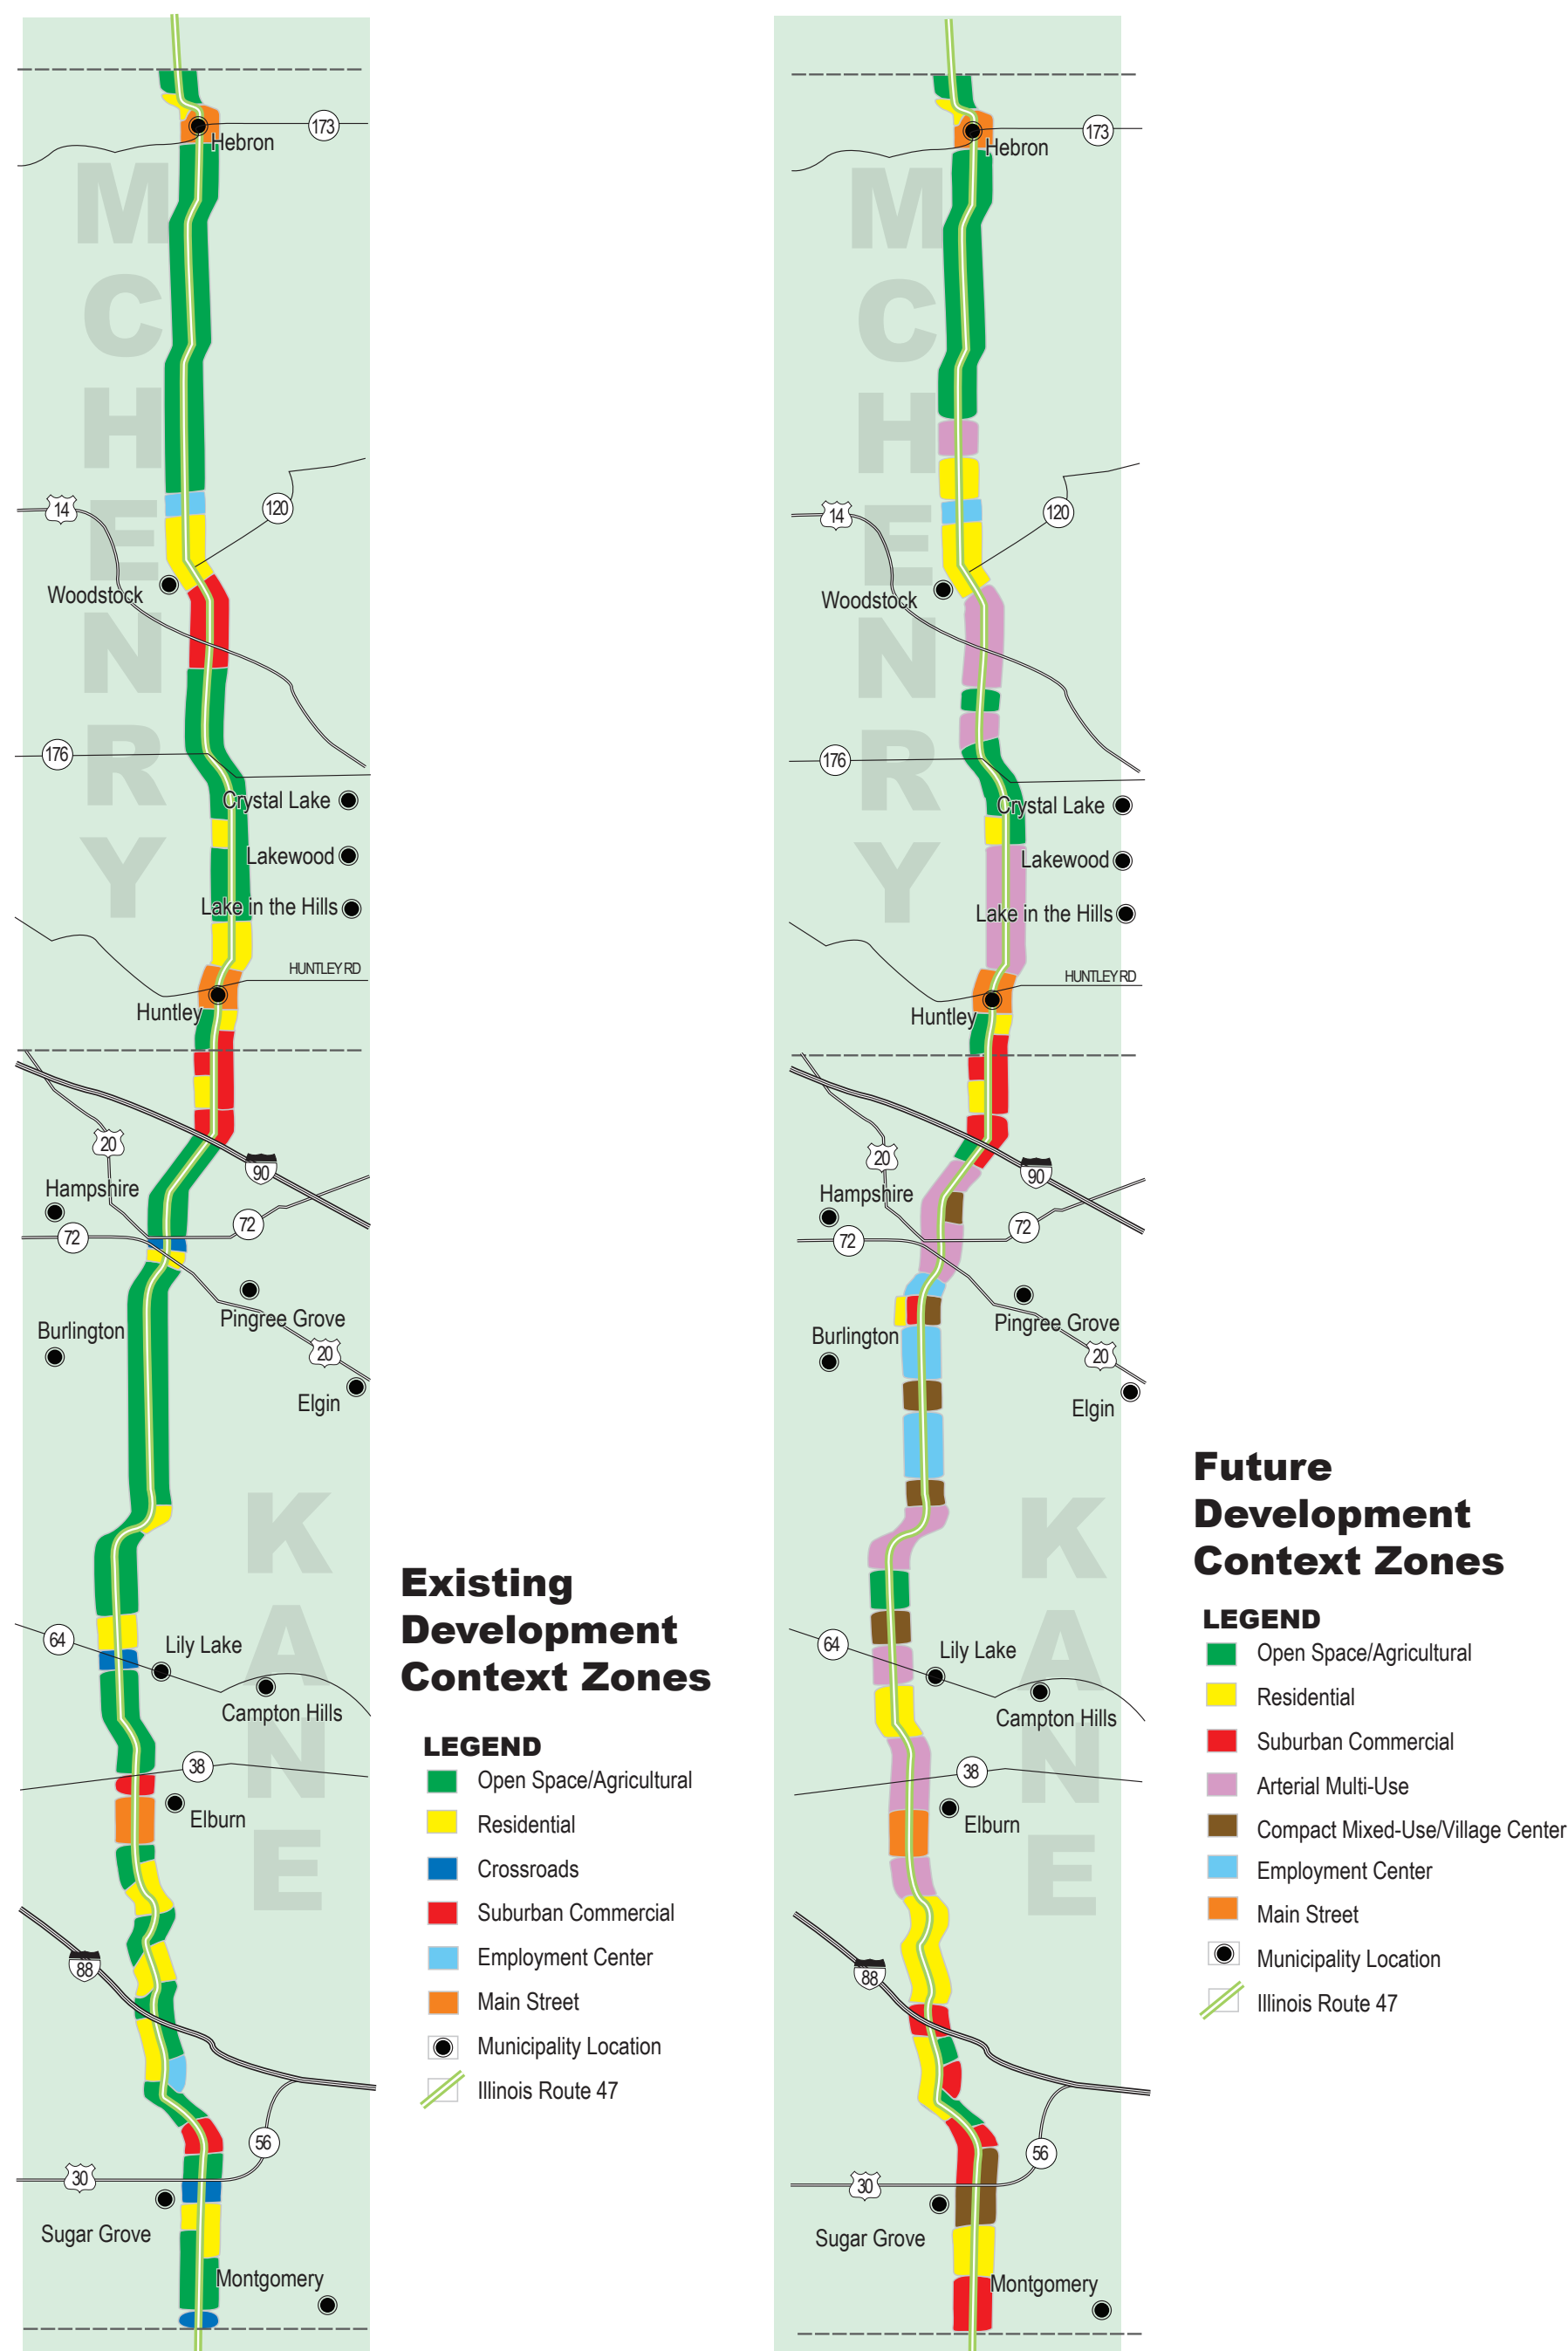 173
Hebron
MCHENRY
14
120
Woodstock
176
Crystal Lake
Lakewood
Lake in the Hills
HUNTLEY RD
Huntley
20
90
Hampshire
72
72
Pingree Grove
Burlington
20
Elgin
KANE
64
Lily Lake
Campton Hills
38
Elburn
88
56
30
Sugar Grove
Montgomery
Existing
Development
Context Zones
LEGEND
Open Space/Agricultural
Residential
Crossroads
Suburban Commercial
Employment Center
Main Street
Municipality Location
Illinois Route 47
173
Hebron
MCHENRY
14
120
Woodstock
176
Crystal Lake
Lakewood
Lake in the Hills
HUNTLEY RD
Huntley
20
90
Hampshire
72
72
Pingree Grove
Burlington
20
Elgin
KANE
64
Lily Lake
Campton Hills
38
Elburn
88
56
30
Sugar Grove
Montgomery
Future
Development
Context Zones
LEGEND
Open Space/Agricultural
Residential
Suburban Commercial
Arterial Multi-Use
Compact Mixed-Use/Village Center
Employment Center
Main Street
Municipality Location
Illinois Route 47